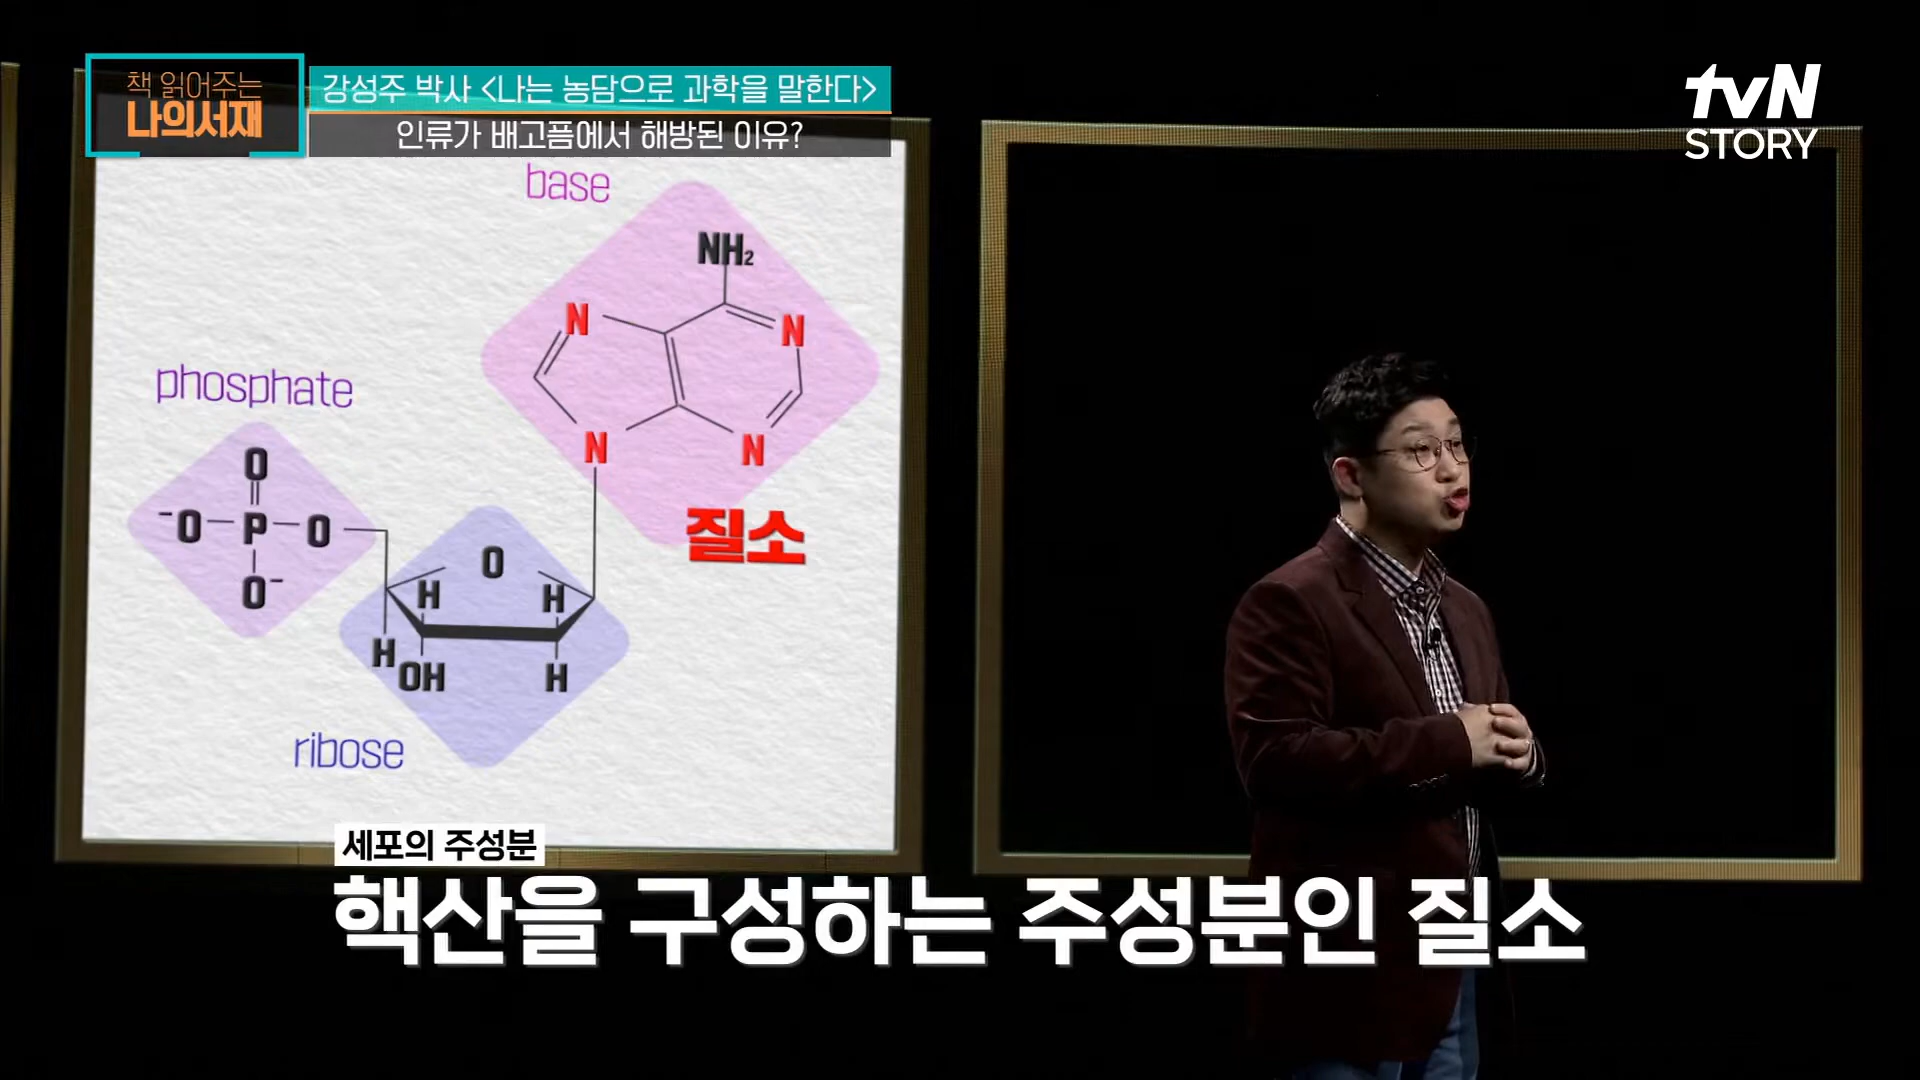 책 읽어주는
나의서재
강성주 박사 <나는 농담으로 과학을 말한다>
인류가 배고픔에서 해방된 이유?
tvN
STORY
base
NH₂
N
N
phosphate
N
N
O
⁻O
P
O
O⁻
질소
O
H
H
H
OH
H
ribose
세포의 주성분
핵산을 구성하는 주성분인 질소